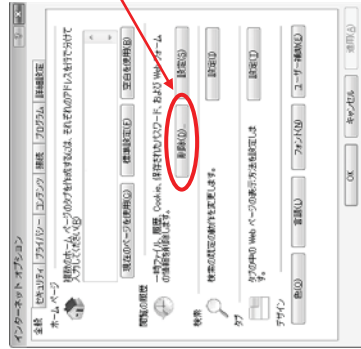 インターネット オプション
全般 セキュリティ プライバシー コンテンツ 接続 プログラム 詳細設定
ホーム ページ
複数のホーム ページのタブを作成するには、それぞれのアドレスを行で分けて
入力してください(R)
現在のページを使用(C) 標準設定(F) 空白を使用(B)
閲覧の履歴
一時ファイル、履歴、Cookie、保存されたパスワード、および Web フォーム
の情報を削除します。
削除(D)... 設定(S)
検索
検索の既定の動作を変更します。
設定(I)
タブ
タブの中の Web ページの表示方法を設定しま
す。
設定(T)
デザイン
色(O) 言語(L) フォント(N) ユーザー補助(E)
OK キャンセル 適用(A)